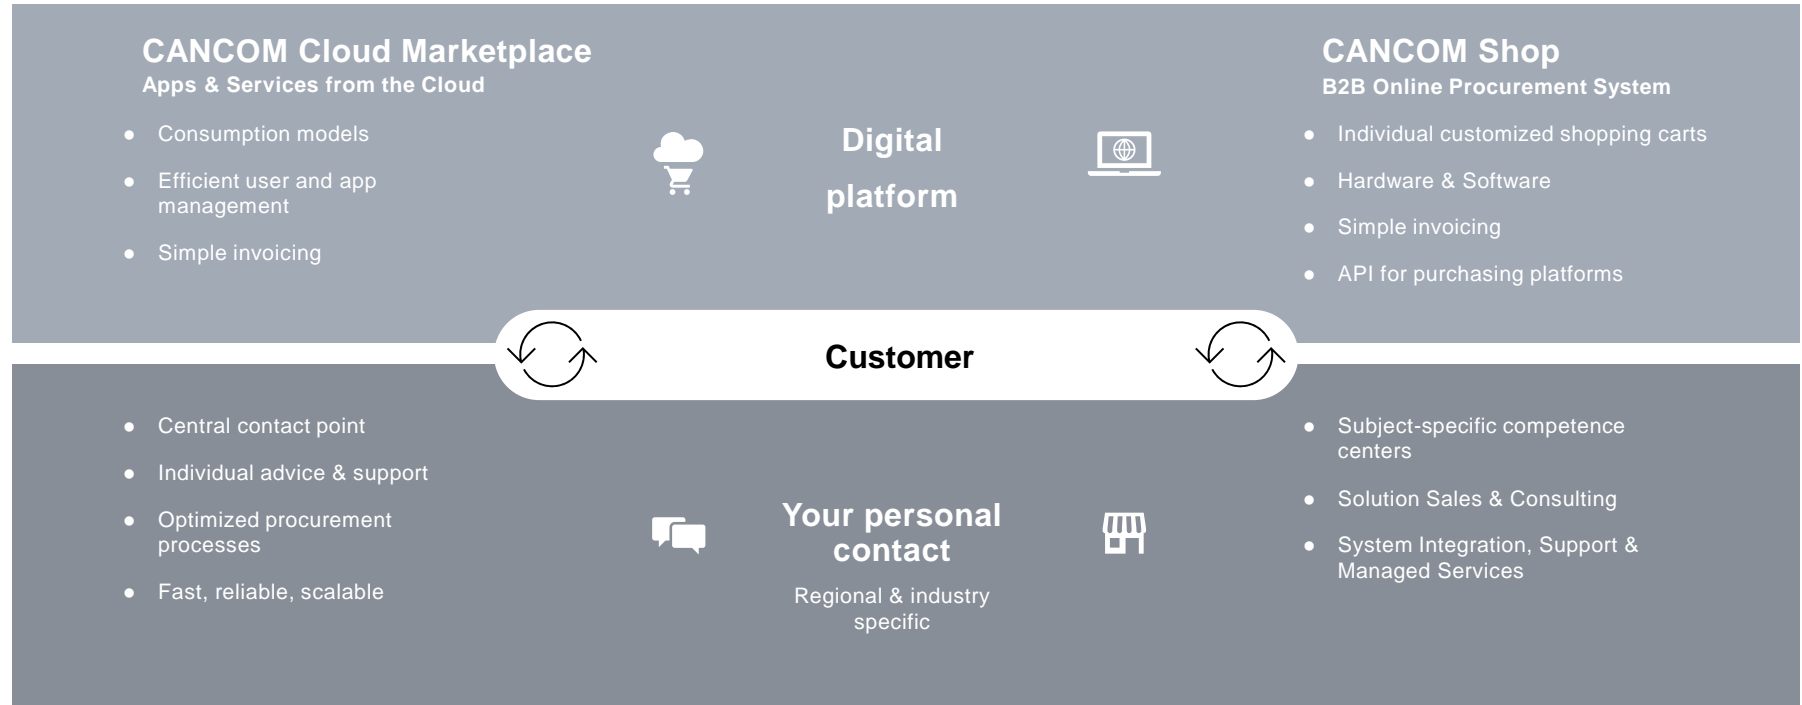 CANCOM Cloud Marketplace
Apps & Services from the Cloud
● Consumption models
● Efficient user and app
management
● Simple invoicing
Digital
platform
CANCOM Shop
B2B Online Procurement System
● Individual customized shopping carts
● Hardware & Software
● Simple invoicing
● API for purchasing platforms
Customer
● Central contact point
● Individual advice & support
● Optimized procurement
processes
● Fast, reliable, scalable
Your personal
contact
Regional & industry
specific
● Subject-specific competence
centers
● Solution Sales & Consulting
● System Integration, Support &
Managed Services